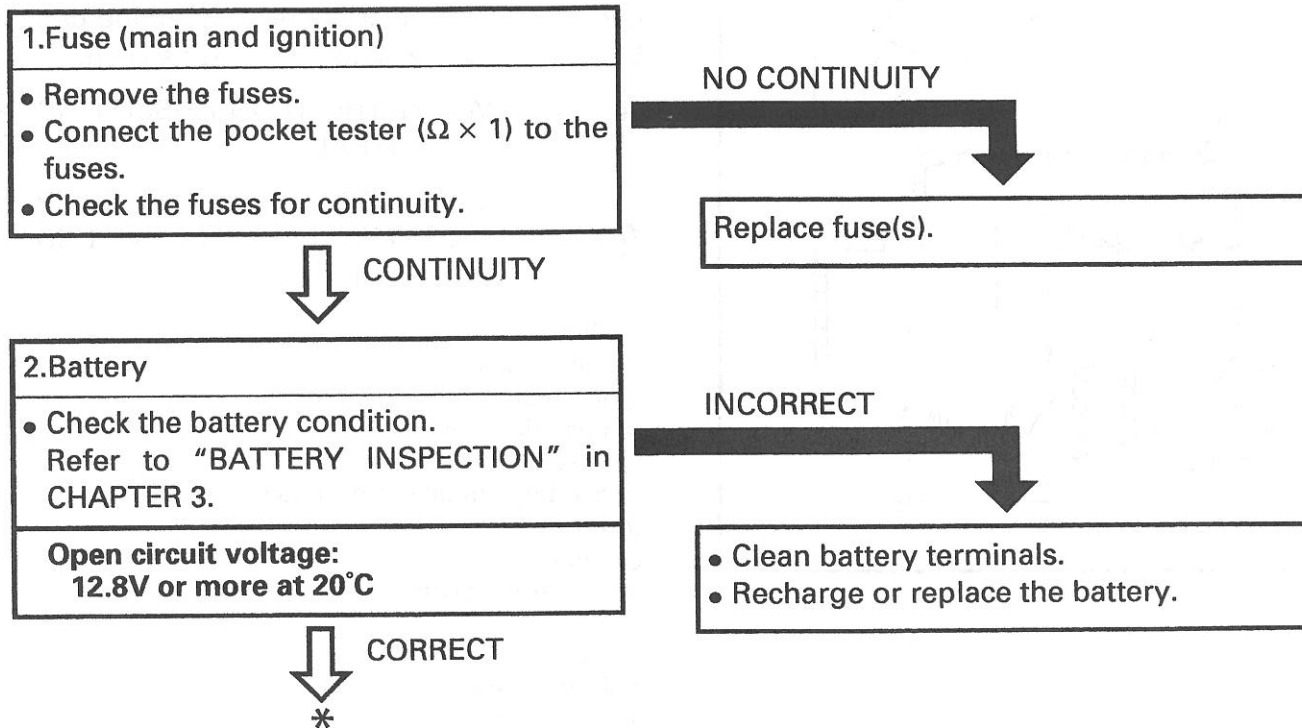 1.Fuse (main and ignition)
• Remove the fuses.
• Connect the pocket tester (Ω × 1) to the
fuses.
• Check the fuses for continuity.
NO CONTINUITY
Replace fuse(s).
CONTINUITY
2.Battery
• Check the battery condition.
Refer to “BATTERY INSPECTION” in
CHAPTER 3.
Open circuit voltage:
12.8V or more at 20°C
INCORRECT
• Clean battery terminals.
• Recharge or replace the battery.
CORRECT
*